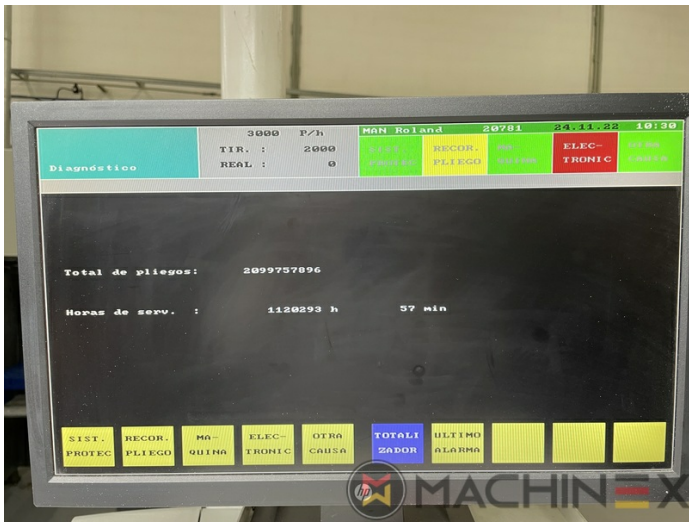 3000 P/h
MAN Roland 20781 24.11.22 10:30
TIR. : 2000
REAL : 0
Diagnóstico
RECOR.
PLIEGO
ELEC-
TRONIC
Total de pliegos: 2099757896
Horas de serv. : 1120293 h 57 min
SIST.
PROTEC
RECOR.
PLIEGO
MA-
QUINA
ELEC-
TRONIC
OTRA
CAUSA
TOTALI
ZADOR
ULTIMO
ALARMA
hp
MACHINEX